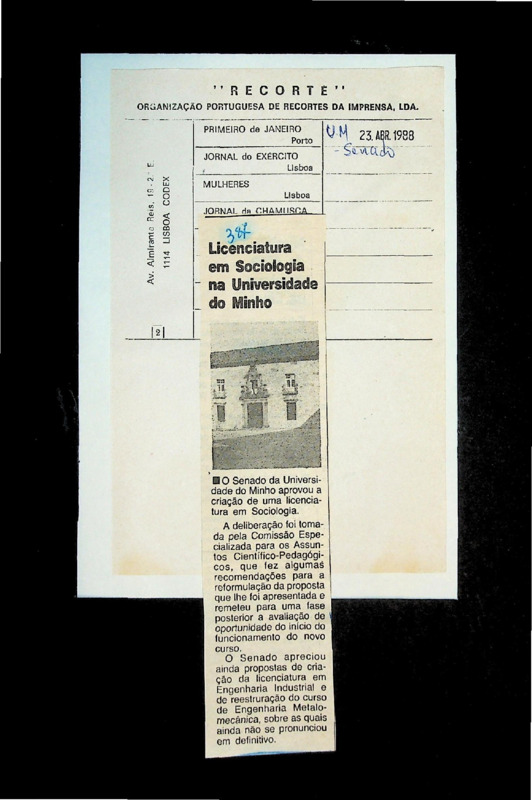 "RECORTE"
ORGANIZAÇÃO PORTUGUESA DE RECORTES DA IMPRENSA, LDA.
Av. Almirante Reis, 19 - 2.º E.
1114 LISBOA CODEX
2
PRIMEIRO de JANEIRO
Porto
JORNAL do EXÉRCITO
Lisboa
MULHERES
Lisboa
JORNAL da CHAMUSCA
UM 23. ABR. 1988
- Senado
387
Licenciatura
em Sociologia
na Universidade
do Minho
O Senado da Universi-
dade do Minho aprovou a
criação de uma licencia-
tura em Sociologia.
A deliberação foi toma-
da pela Comissão Espe-
cializada para os Assun-
tos Científico-Pedagógi-
cos, que fez algumas
recomendações para a
reformulação da proposta
que lhe foi apresentada e
remeteu para uma fase
posterior a avaliação de
oportunidade do início do
funcionamento do novo
curso.
O Senado apreciou
ainda propostas de cria-
ção da licenciatura em
Engenharia Industrial e
de reestruração do curso
de Engenharia Metalo-
mecânica, sobre as quais
ainda não se pronunciou
em definitivo.